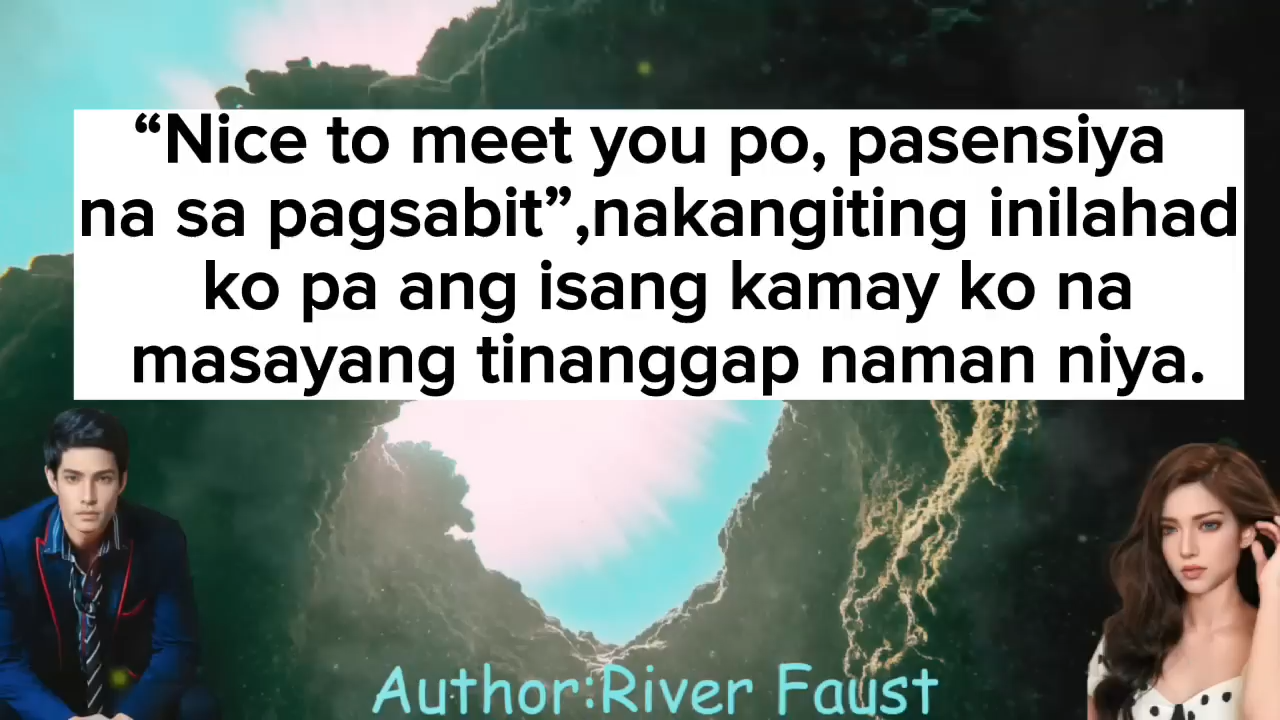 “Nice to meet you po, pasensiya
na sa pagsabit”,nakangiting inilahad
ko pa ang isang kamay ko na
masayang tinanggap naman niya.
Author:River Faust